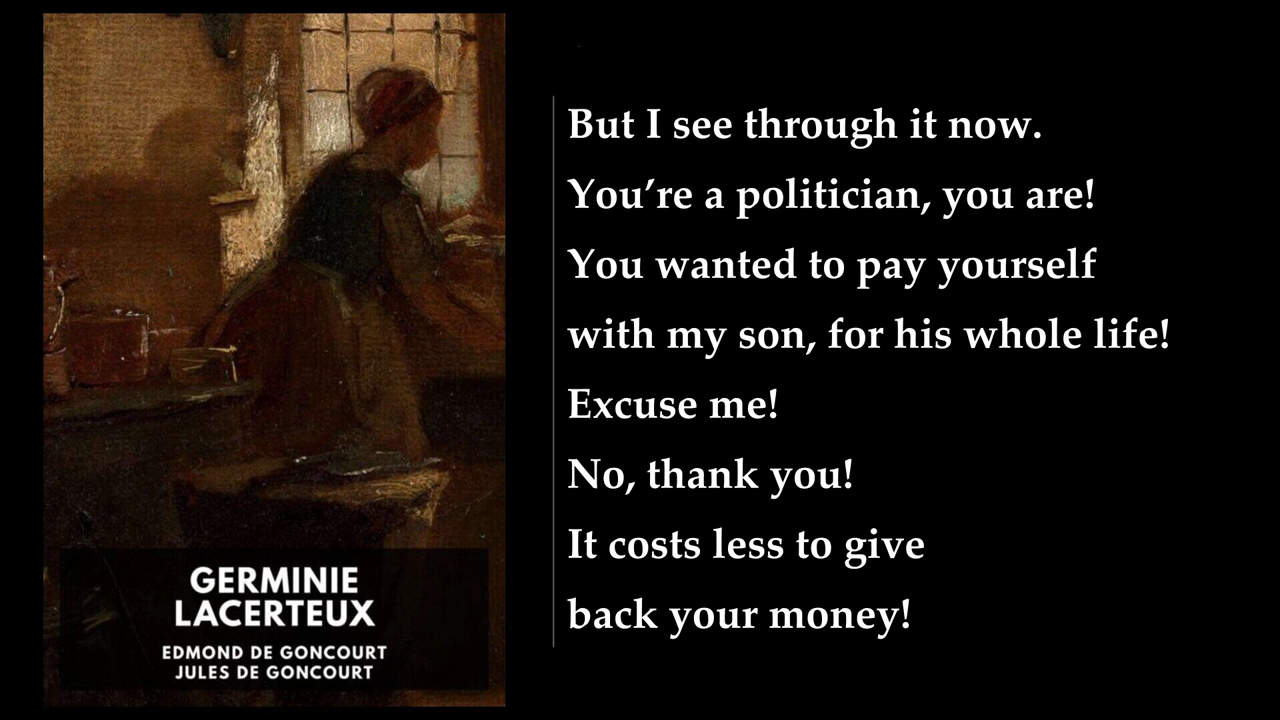 GERMINIE
LACERTEUX
EDMOND DE GONCOURT
JULES DE GONCOURT
But I see through it now.
You’re a politician, you are!
You wanted to pay yourself
with my son, for his whole life!
Excuse me!
No, thank you!
It costs less to give
back your money!